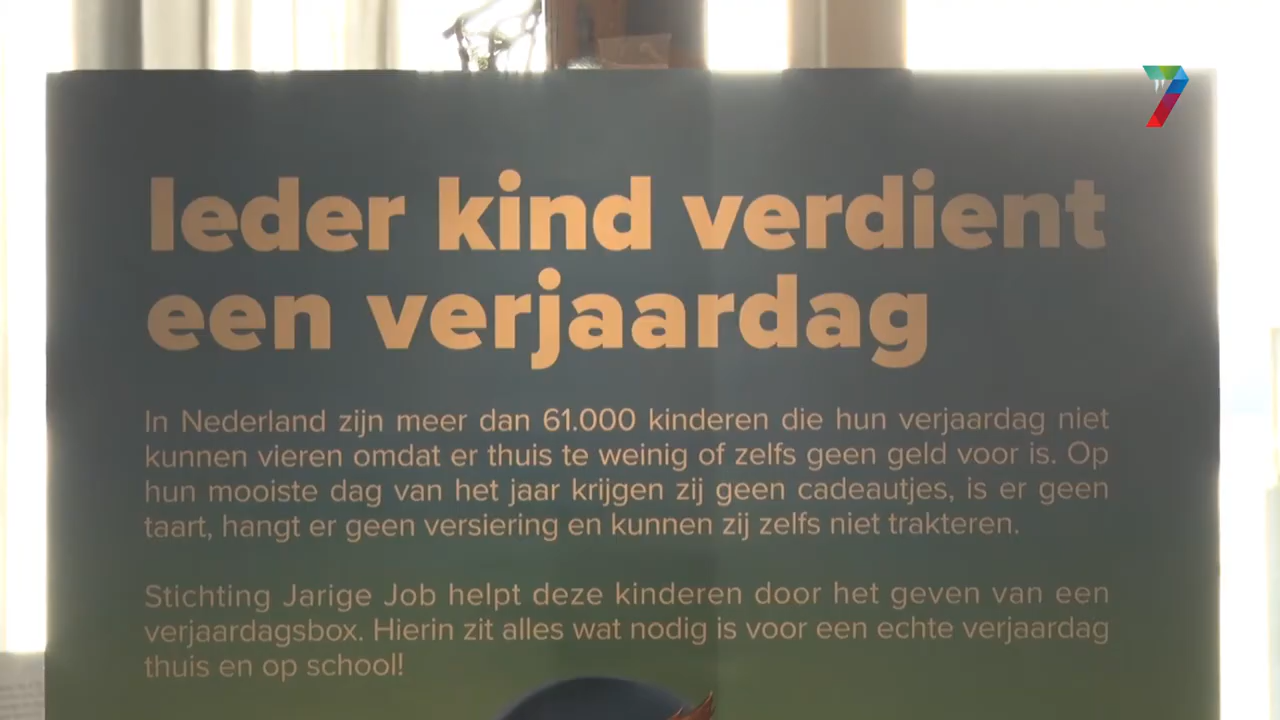 Ieder kind verdient
een verjaardag
In Nederland zijn meer dan 61.000 kinderen die hun verjaardag niet
kunnen vieren omdat er thuis te weinig of zelfs geen geld voor is. Op
hun mooiste dag van het jaar krijgen zij geen cadeautjes, is er geen
taart, hangt er geen versiering en kunnen zij zelfs niet trakteren.
Stichting Jarige Job helpt deze kinderen door het geven van een
verjaardagsbox. Hierin zit alles wat nodig is voor een echte verjaardag
thuis en op school!
7